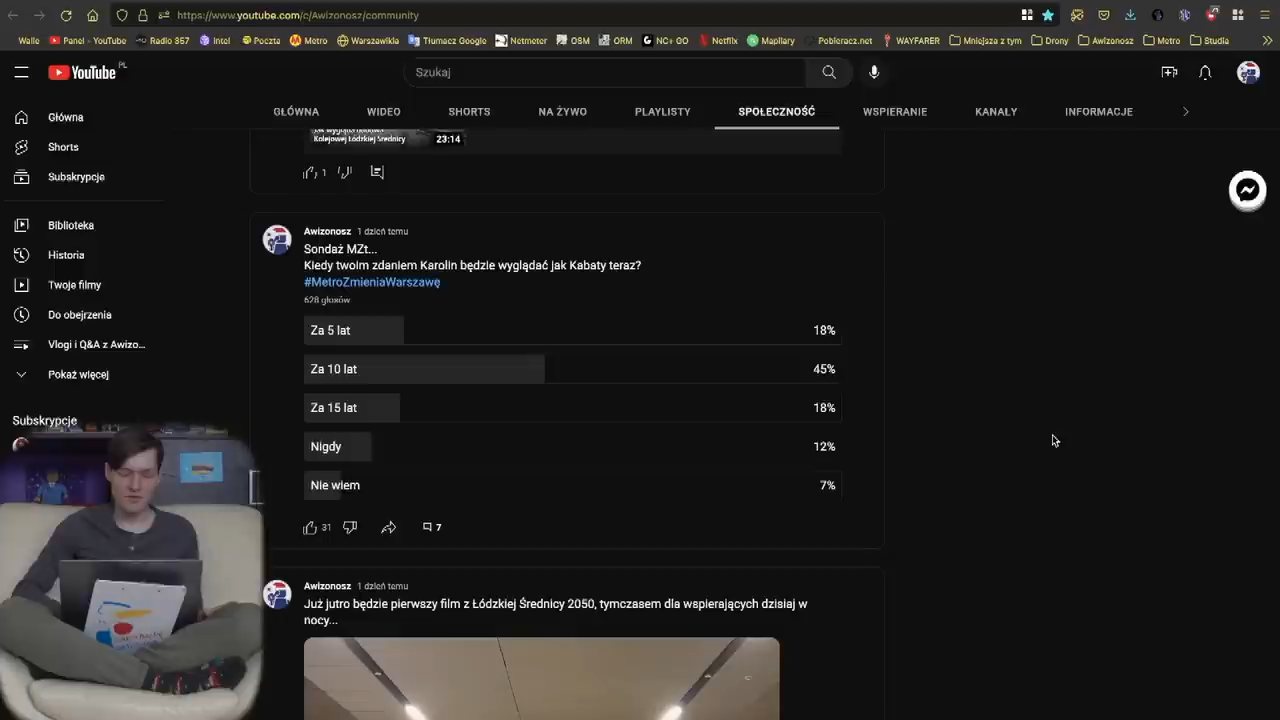 https://www.youtube.com/c/Awizonosz/community
Walle Panel - YouTube Radio 357 Intel Poczta Metro Warszawikia Tłumacz Google Netmeter OSM ORM NC+ GO Netflix Mapillary Pobieracz.net WAYFARER Mniejsza z tym Drony Awizonosz Metro Studia
YouTube PL
Szukaj
GŁÓWNA WIDEO SHORTS NA ŻYWO PLAYLISTY SPOŁECZNOŚĆ WSPIERANIE KANAŁY INFORMACJE
Główna
Shorts
Subskrypcje
Biblioteka
Historia
Twoje filmy
Do obejrzenia
Vlogi i Q&A z Awizo...
Pokaż więcej
Subskrypcje
Kolejowej Łódzkiej Średnicy
23:14
1
Awizonosz 1 dzień temu
Sondaż MZt...
Kiedy twoim zdaniem Karolin będzie wyglądać jak Kabaty teraz?
#MetroZmieniaWarszawę
628 głosów
Za 5 lat 18%
Za 10 lat 45%
Za 15 lat 18%
Nigdy 12%
Nie wiem 7%
31 7
Awizonosz 1 dzień temu
Już jutro będzie pierwszy film z Łódzkiej Średnicy 2050, tymczasem dla wspierających dzisiaj w
nocy...